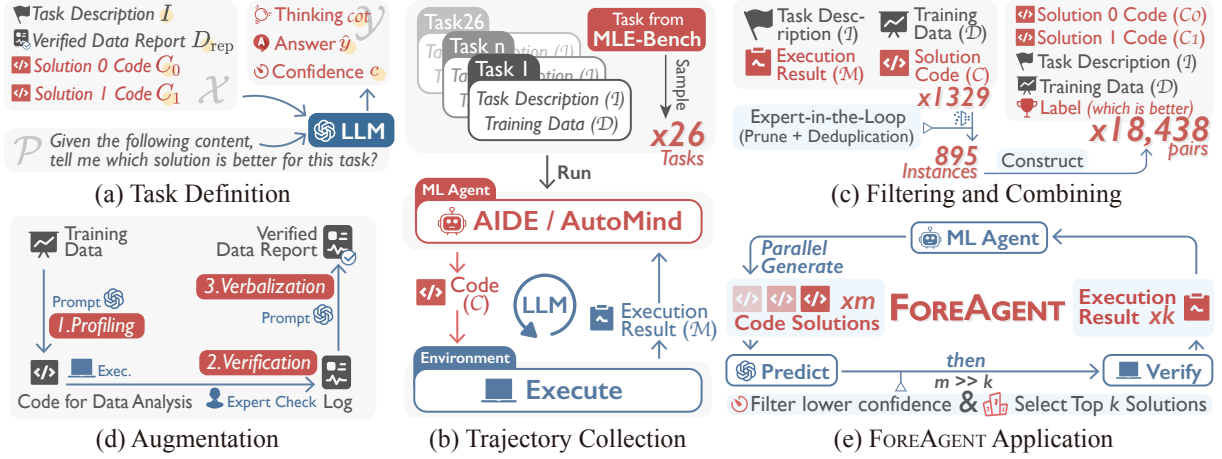 Task Description I
Verified Data Report D_rep
Solution 0 Code C_0
Solution 1 Code C_1
X
Thinking cot
Answer ŷ
Confidence c
Y
LLM
P Given the following content,
tell me which solution is better for this task?
(a) Task Definition
Training
Data
Verified
Data Report
Prompt
1.Profiling
3.Verbalization
Prompt
2.Verification
Exec.
Code for Data Analysis
Expert Check
Log
(d) Augmentation
Task26
Task n
Task 1
Task Description (I)
Training Data (D)
Task from
MLE-Bench
Sample
x26
Tasks
Run
ML Agent
AIDE / AutoMind
Code
(C)
LLM
Execution
Result (M)
Environment
Execute
(b) Trajectory Collection
Task Desc-
ription (I)
Training
Data (D)
Execution
Result (M)
Solution
Code (C)
x1329
Expert-in-the-Loop
(Prune + Deduplication)
895
Instances
Construct
Solution 0 Code (C0)
Solution 1 Code (C1)
Task Description (I)
Training Data (D)
Label (which is better)
x18,438
pairs
(c) Filtering and Combining
ML Agent
Parallel
Generate
xm
Code Solutions
FOREAGENT
Execution
Result xk
Predict
then
m >> k
Verify
Filter lower confidence & Select Top k Solutions
(e) FOREAGENT Application